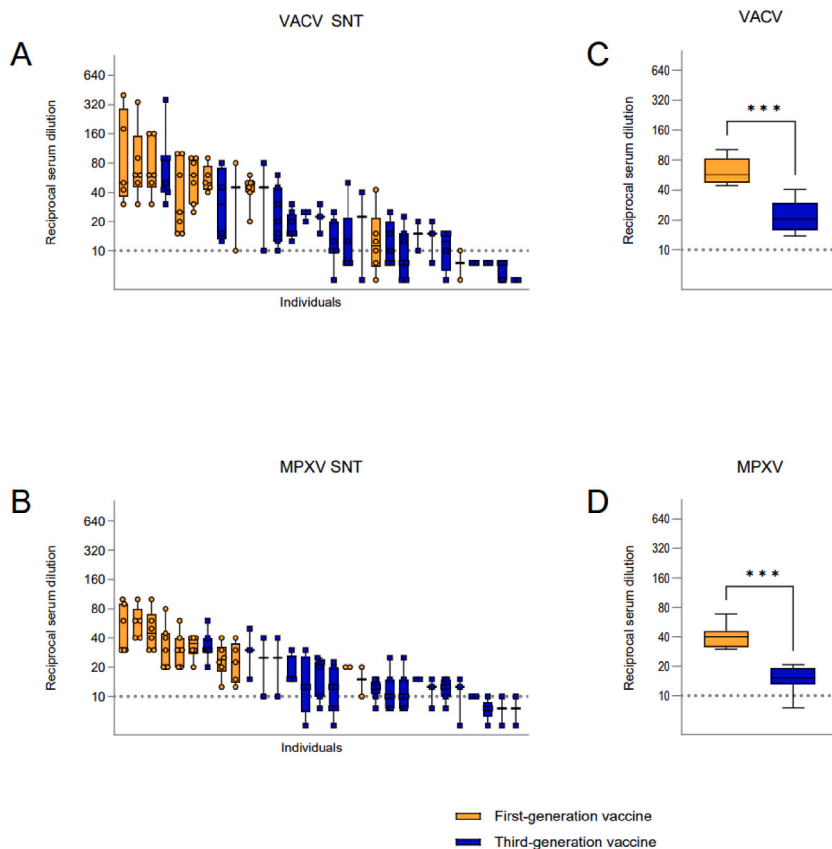 VACV SNT
A
Reciprocal serum dilution
640
320
160
80
40
20
10
Individuals
VACV
C
Reciprocal serum dilution
640
320
160
80
40
20
10
***
MPXV SNT
B
Reciprocal serum dilution
640
320
160
80
40
20
10
Individuals
MPXV
D
Reciprocal serum dilution
640
320
160
80
40
20
10
***
First-generation vaccine
Third-generation vaccine